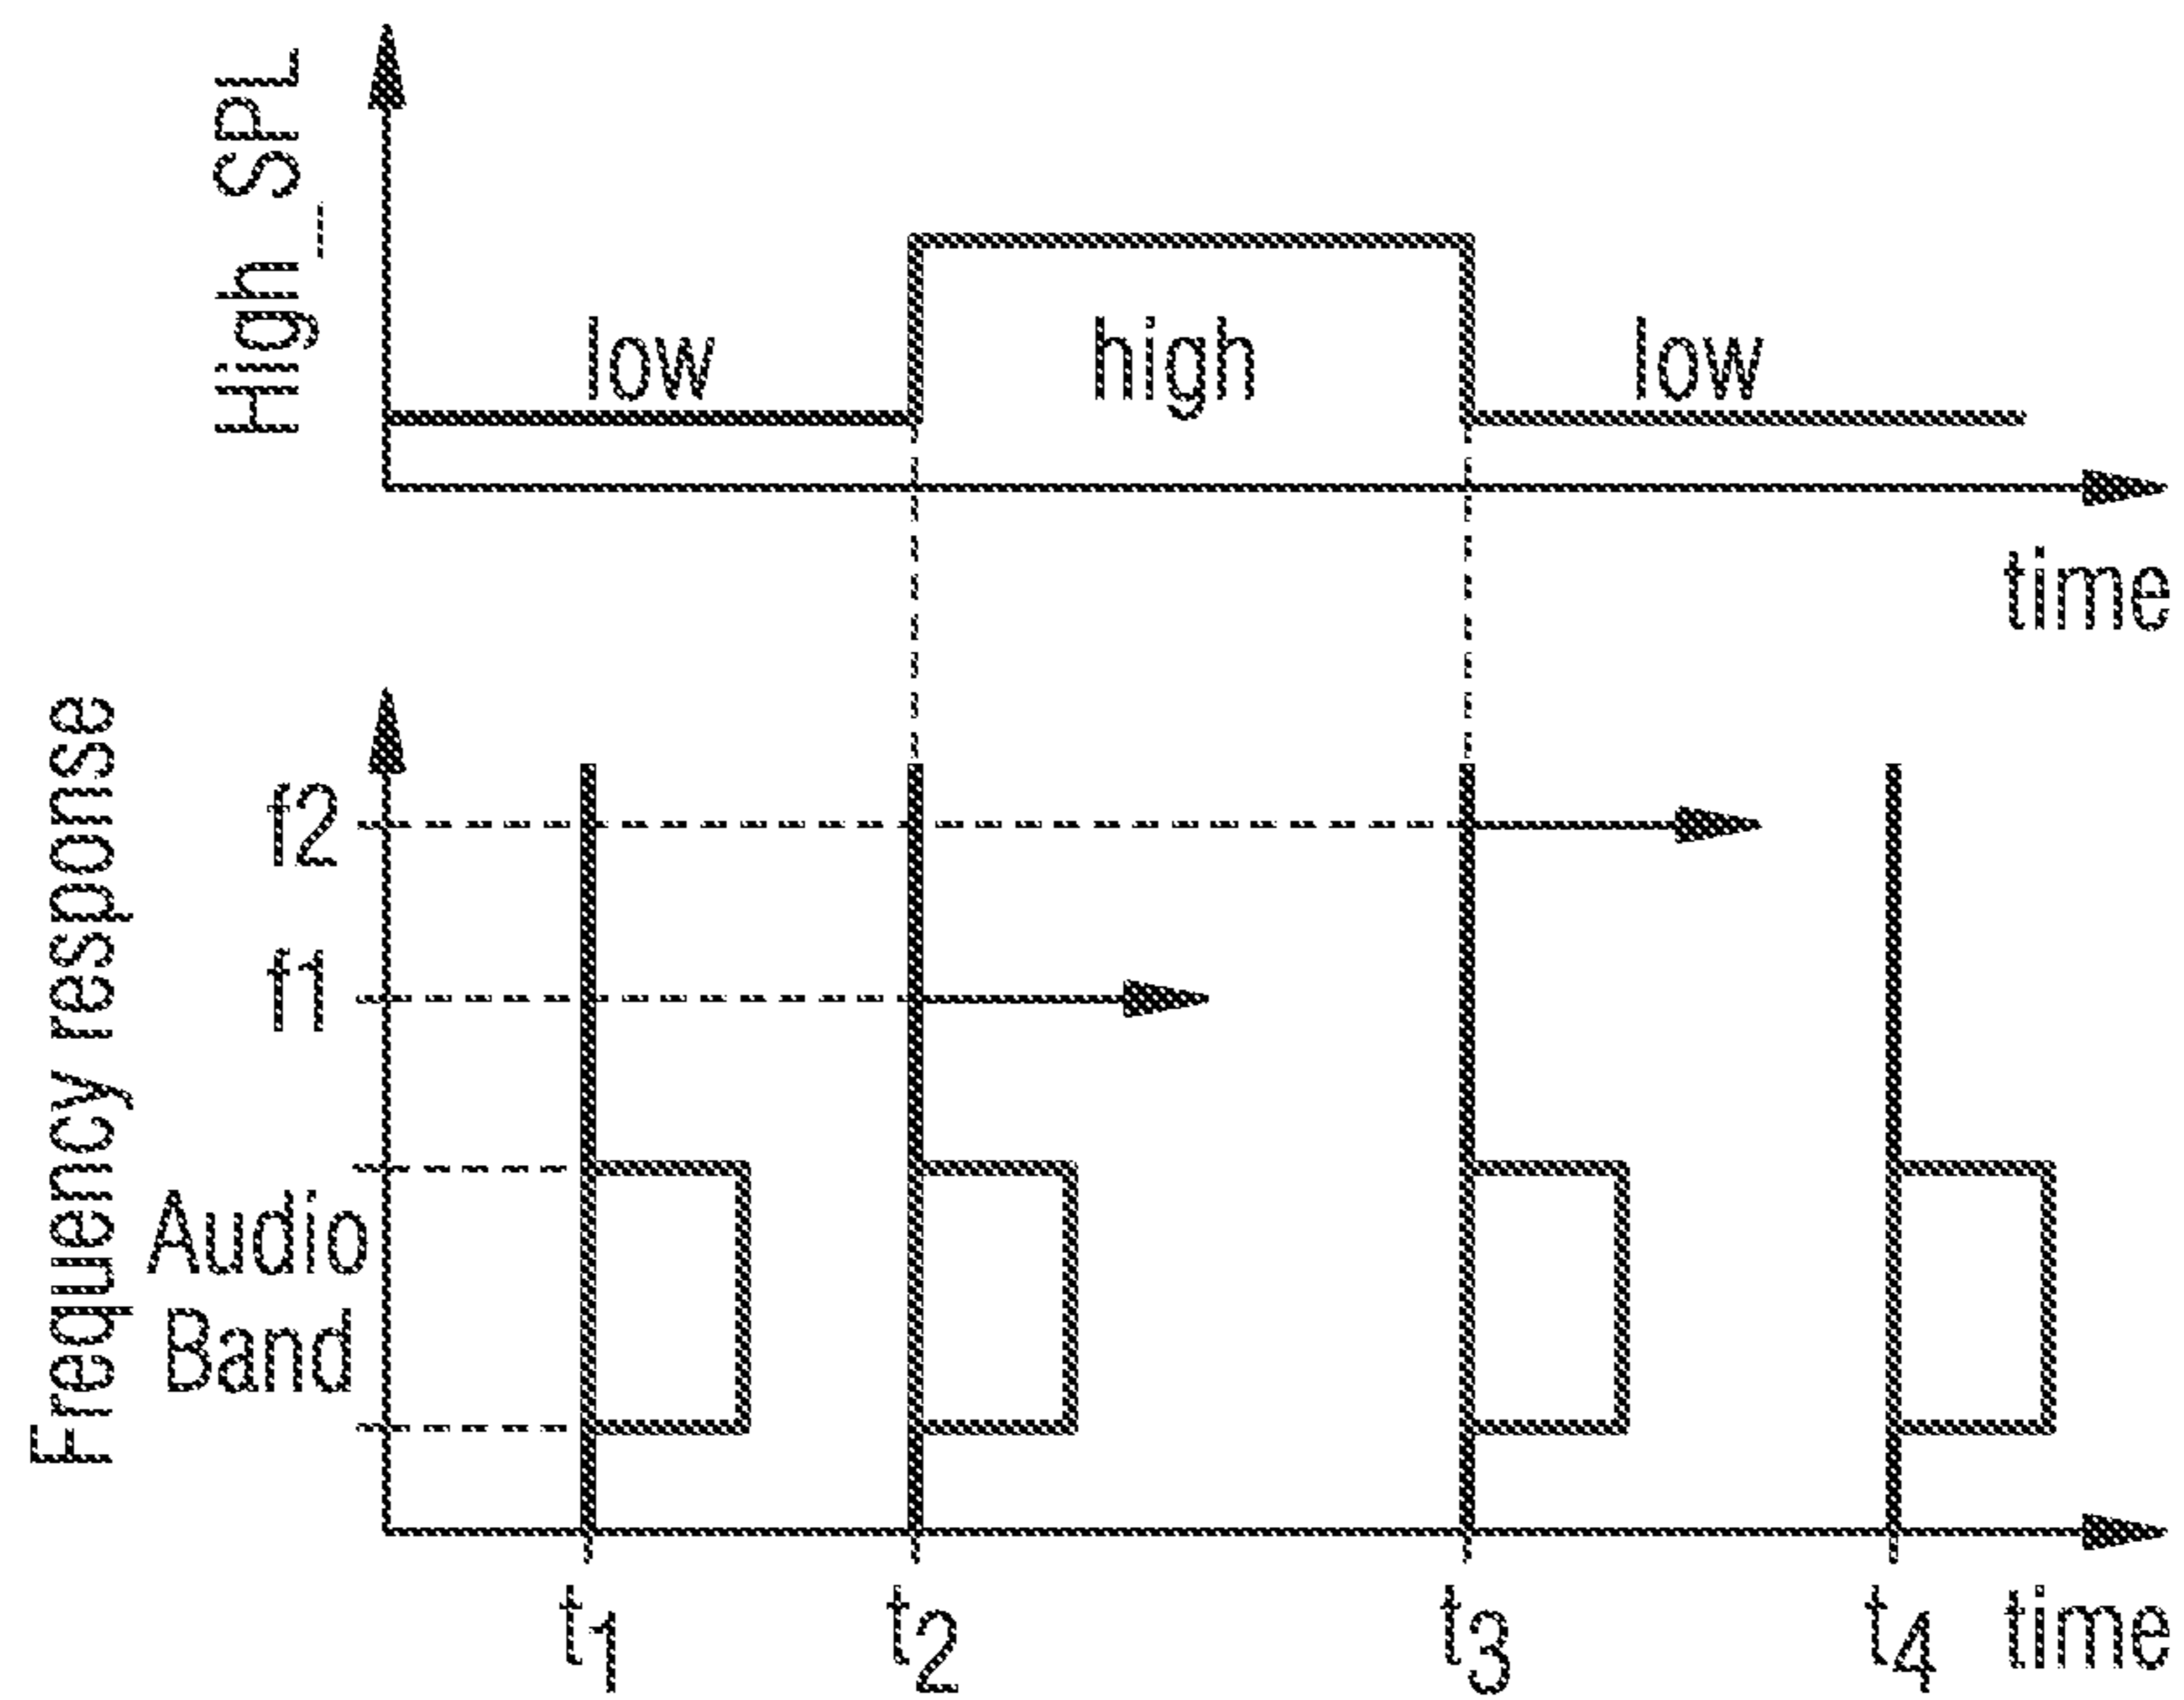 High_SPL
low
high
low
time
Frequency response
f2
f1
Audio
Band
t1
t2
t3
t4
time